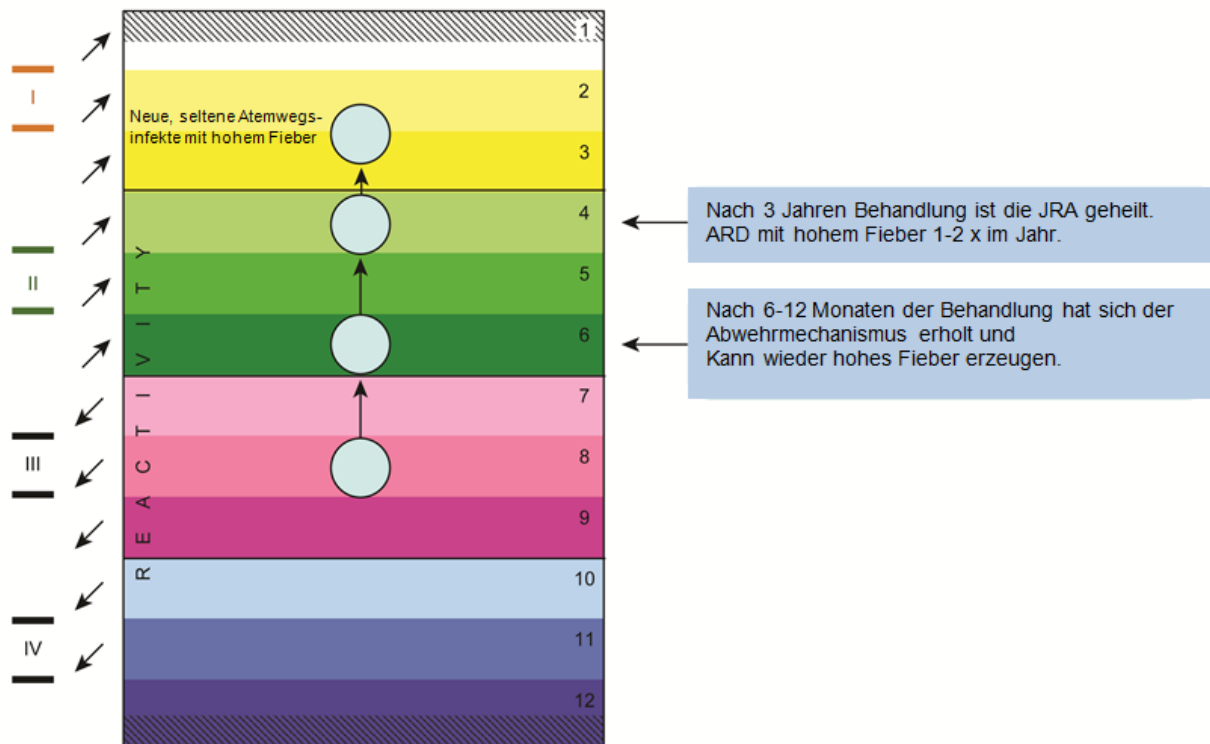 1
I
2
Neue, seltene Atemwegs-
infekte mit hohem Fieber
3
4
Nach 3 Jahren Behandlung ist die JRA geheilt.
ARD mit hohem Fieber 1-2 x im Jahr.
II
5
Nach 6-12 Monaten der Behandlung hat sich der
Abwehrmechanismus erholt und
Kann wieder hohes Fieber erzeugen.
6
7
III
8
9
REACTIVITY
10
IV
11
12